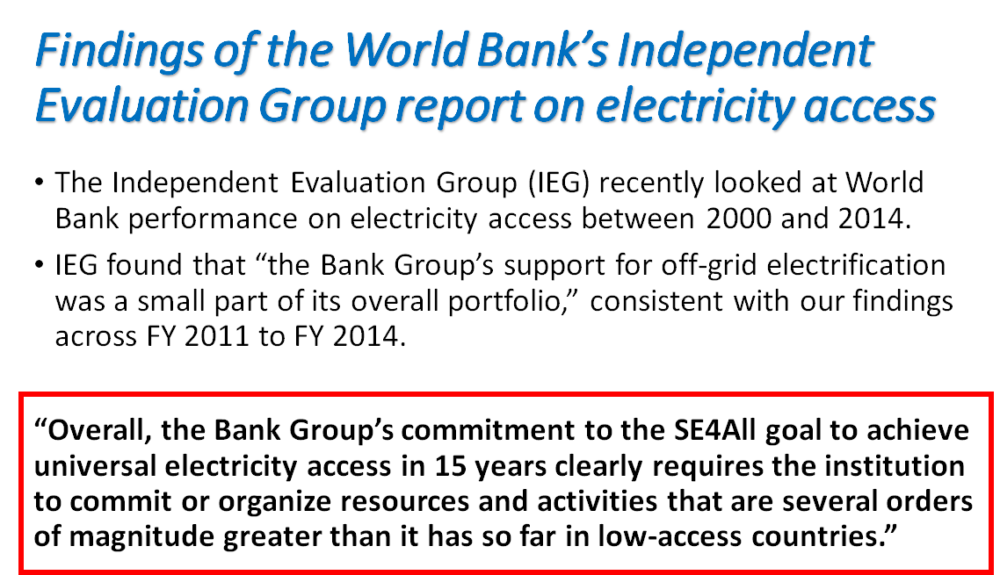 Findings of the World Bank’s Independent
Evaluation Group report on electricity access
• The Independent Evaluation Group (IEG) recently looked at World
Bank performance on electricity access between 2000 and 2014.
• IEG found that “the Bank Group’s support for off-grid electrification
was a small part of its overall portfolio,” consistent with our findings
across FY 2011 to FY 2014.
“Overall, the Bank Group’s commitment to the SE4All goal to achieve
universal electricity access in 15 years clearly requires the institution
to commit or organize resources and activities that are several orders
of magnitude greater than it has so far in low-access countries.”